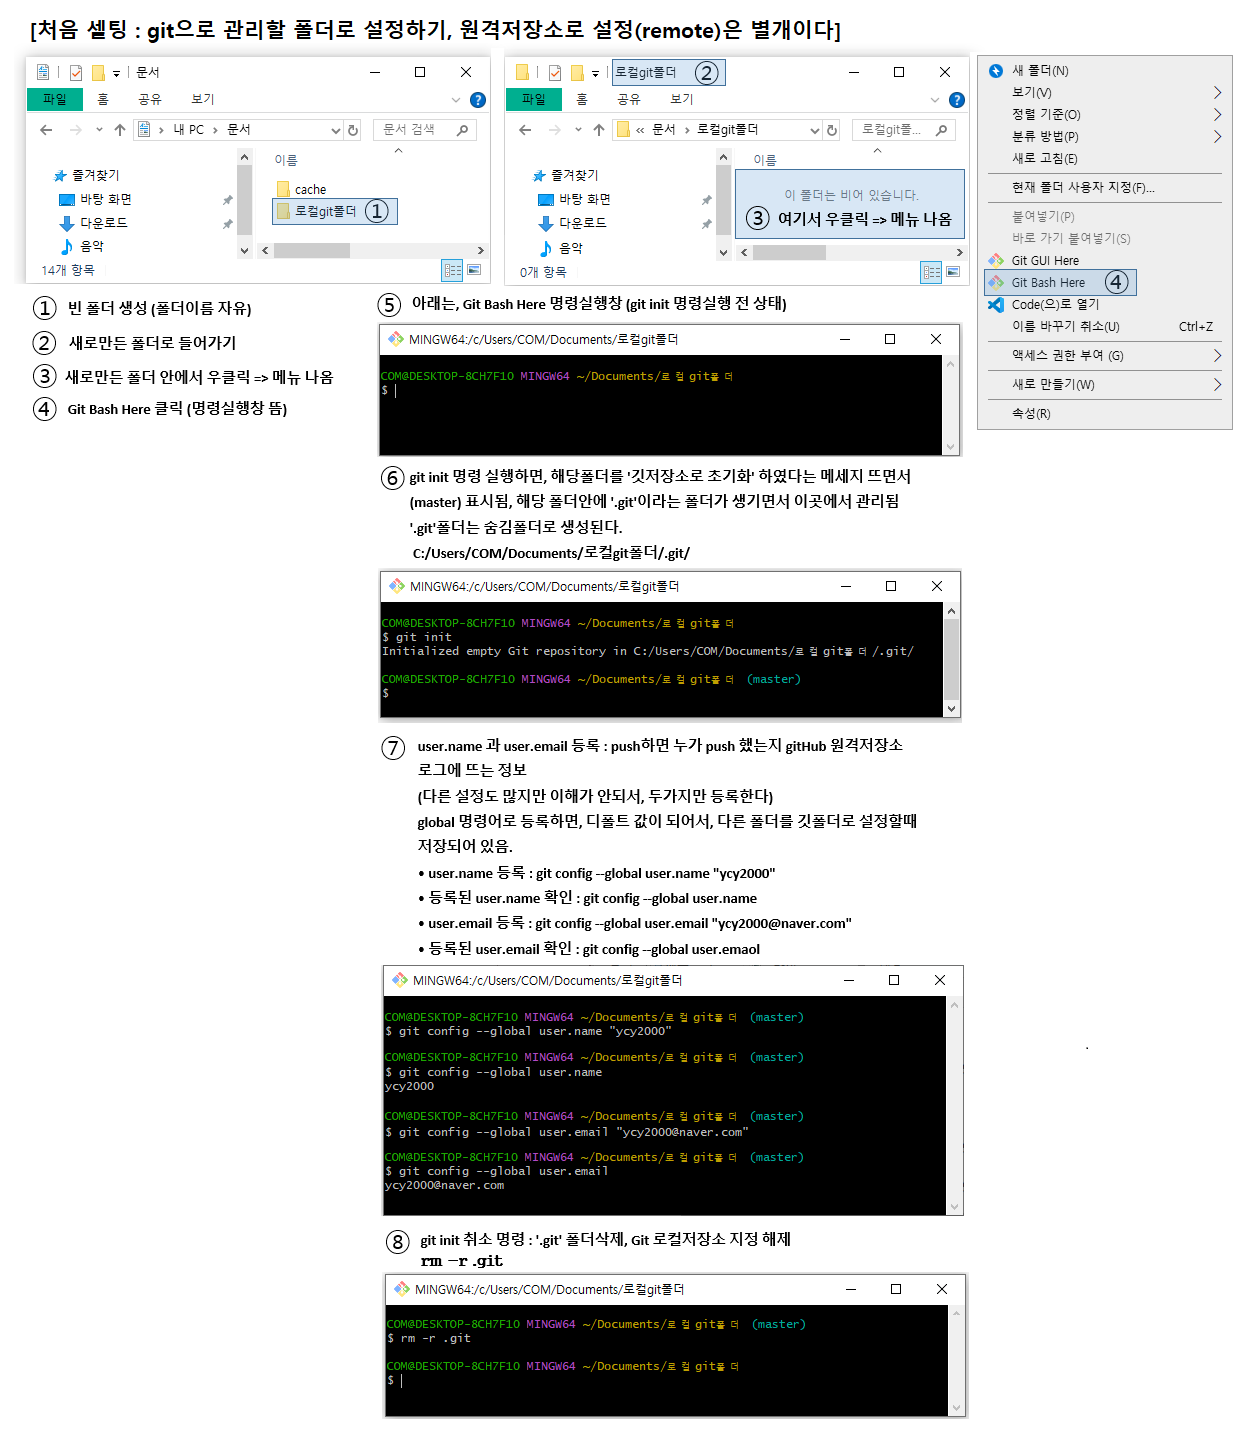 [처음 셀팅 : git으로 관리할 폴더로 설정하기, 원격저장소로 설정(remote)은 별개이다]
문서
파일 홈 공유 보기
내 PC > 문서
문서 검색
이름
즐겨찾기
바탕 화면
다운로드
음악
cache
로컬git폴더 ①
14개 항목
로컬git폴더 ②
파일 홈 공유 보기
« 문서 > 로컬git폴더
로컬git폴...
이름
즐겨찾기
바탕 화면
다운로드
음악
이 폴더는 비어 있습니다.
③ 여기서 우클릭 => 메뉴 나옴
0개 항목
새 폴더(N)
보기(V)
정렬 기준(O)
분류 방법(P)
새로 고침(E)
현재 폴더 사용자 지정(F)...
붙여넣기(P)
바로 가기 붙여넣기(S)
Git GUI Here
Git Bash Here ④
Code(으)로 열기
이름 바꾸기 취소(U) Ctrl+Z
액세스 권한 부여 (G)
새로 만들기(W)
속성(R)
① 빈 폴더 생성 (폴더이름 자유)
② 새로만든 폴더로 들어가기
③ 새로만든 폴더 안에서 우클릭 => 메뉴 나옴
④ Git Bash Here 클릭 (명령실행창 뜸)
⑤ 아래는, Git Bash Here 명령실행창 (git init 명령실행 전 상태)
MINGW64:/c/Users/COM/Documents/로컬git폴더
COM@DESKTOP-8CH7F1O MINGW64 ~/Documents/로컬git폴더
$
⑥ git init 명령 실행하면, 해당폴더를 '깃저장소로 초기화' 하였다는 메세지 뜨면서
(master) 표시됨, 해당 폴더안에 '.git'이라는 폴더가 생기면서 이곳에서 관리됨
'.git'폴더는 숨김폴더로 생성된다.
C:/Users/COM/Documents/로컬git폴더/.git/
MINGW64:/c/Users/COM/Documents/로컬git폴더
COM@DESKTOP-8CH7F1O MINGW64 ~/Documents/로컬git폴더
$ git init
Initialized empty Git repository in C:/Users/COM/Documents/로컬git폴더/.git/
COM@DESKTOP-8CH7F1O MINGW64 ~/Documents/로컬git폴더 (master)
$
⑦ user.name 과 user.email 등록 : push하면 누가 push 했는지 gitHub 원격저장소
로그에 뜨는 정보
(다른 설정도 많지만 이해가 안되서, 두가지만 등록한다)
global 명령어로 등록하면, 디폴트 값이 되어서, 다른 폴더를 깃폴더로 설정할때
저장되어 있음.
• user.name 등록 : git config --global user.name "ycy2000"
• 등록된 user.name 확인 : git config --global user.name
• user.email 등록 : git config --global user.email "ycy2000@naver.com"
• 등록된 user.email 확인 : git config --global user.emaol
MINGW64:/c/Users/COM/Documents/로컬git폴더
COM@DESKTOP-8CH7F1O MINGW64 ~/Documents/로컬git폴더 (master)
$ git config --global user.name "ycy2000"
COM@DESKTOP-8CH7F1O MINGW64 ~/Documents/로컬git폴더 (master)
$ git config --global user.name
ycy2000
COM@DESKTOP-8CH7F1O MINGW64 ~/Documents/로컬git폴더 (master)
$ git config --global user.email "ycy2000@naver.com"
COM@DESKTOP-8CH7F1O MINGW64 ~/Documents/로컬git폴더 (master)
$ git config --global user.email
ycy2000@naver.com
⑧ git init 취소 명령 : '.git' 폴더삭제, Git 로컬저장소 지정 해제
rm -r .git
MINGW64:/c/Users/COM/Documents/로컬git폴더
COM@DESKTOP-8CH7F1O MINGW64 ~/Documents/로컬git폴더 (master)
$ rm -r .git
COM@DESKTOP-8CH7F1O MINGW64 ~/Documents/로컬git폴더
$